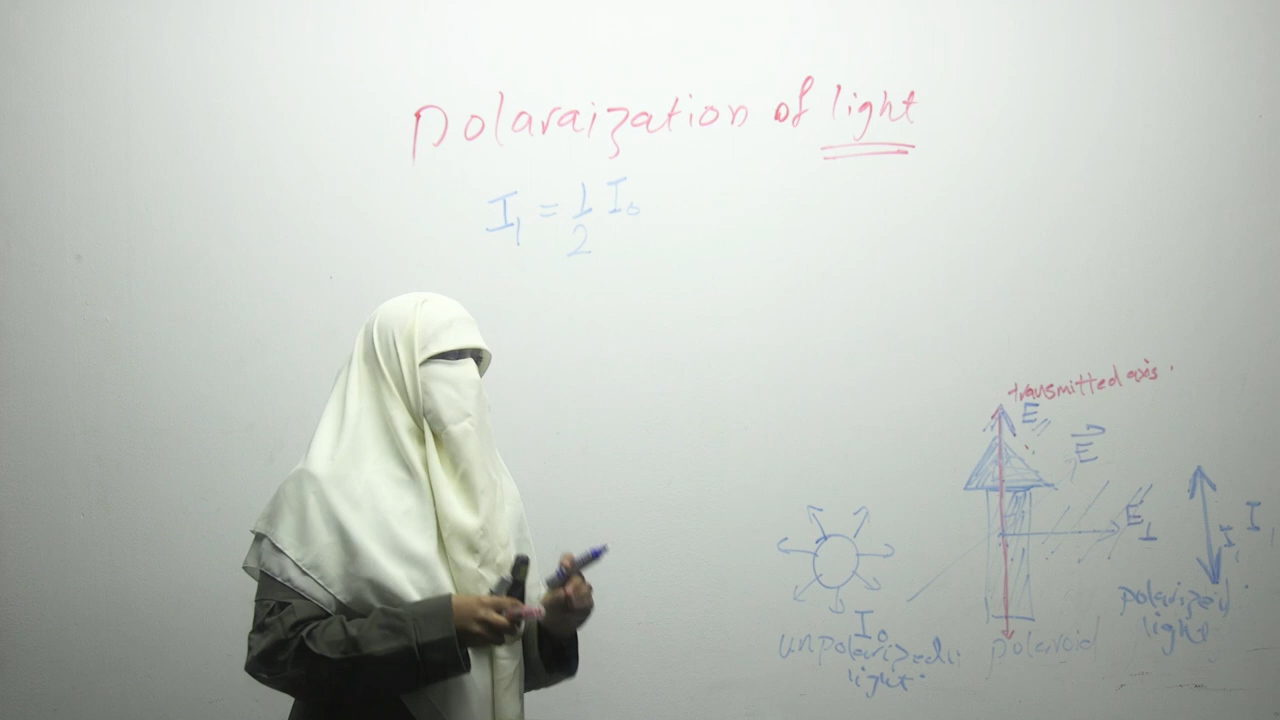 polaraization of light
I₁ = 1/2 I₀
transmitted axis.
E//
E⃗
E⊥
I
I₁
I₀
unpolarized
light
polaroid
polarized
light